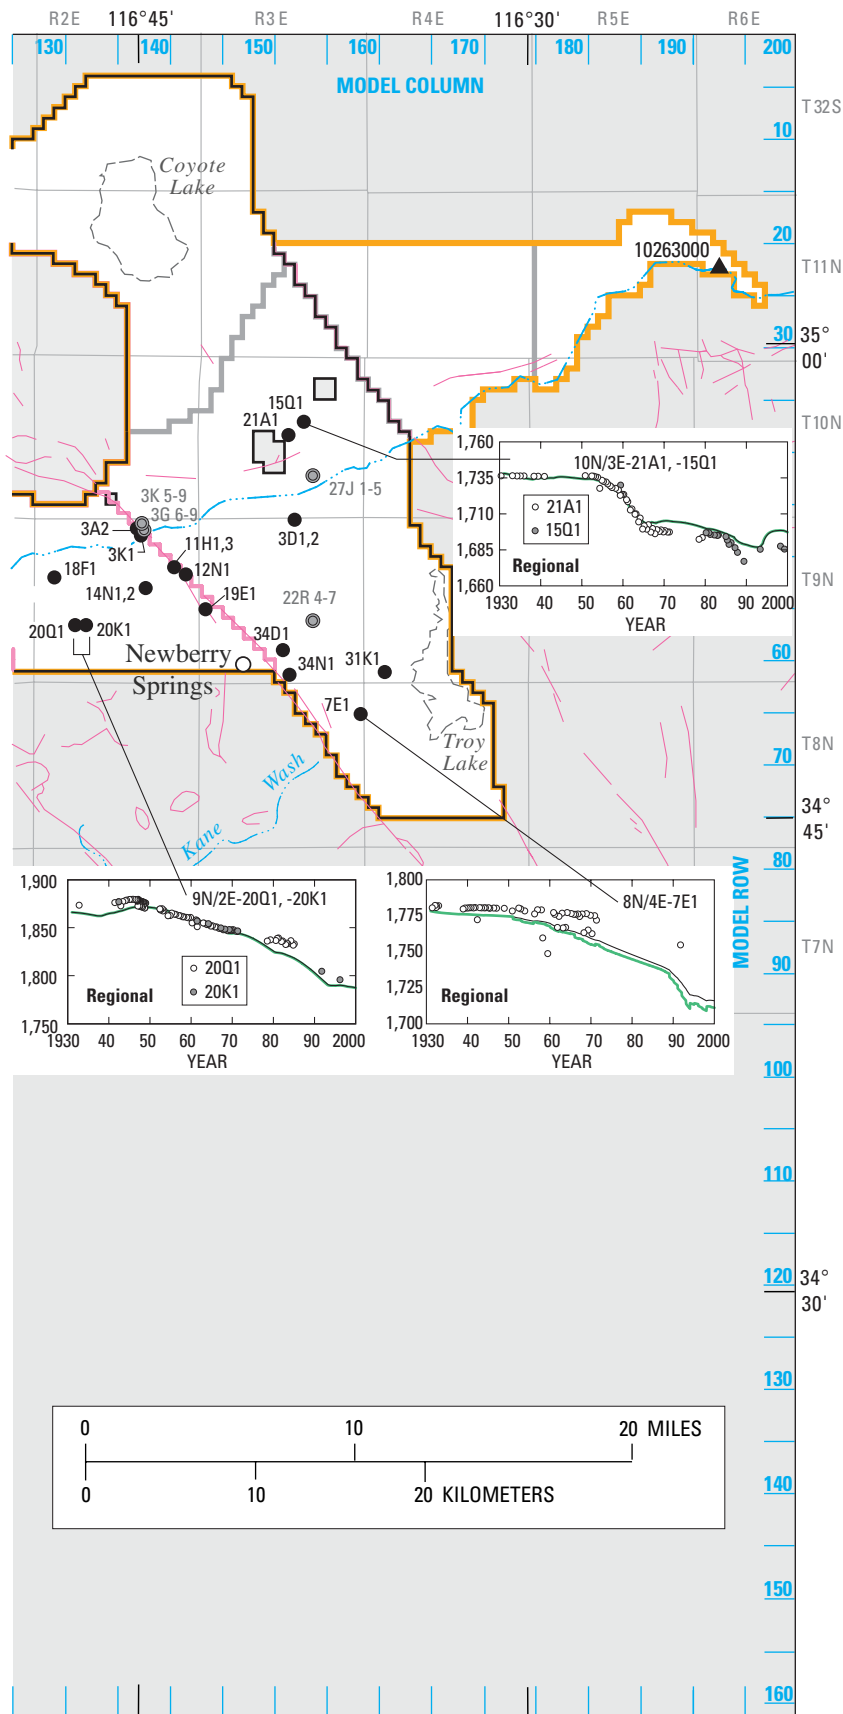 R2E 116°45' R3E R4E 116°30' R5E R6E
130 140 150 160 170 180 190 200
MODEL COLUMN
T32S
10
Coyote
Lake
20
10263000
T11N
30
35°
00'
15Q1
21A1
T10N
27J 1-5
3K 5-9
3G 6-9
3A2
3K1
3D1,2
11H1,3
18F1
12N1
14N1,2
19E1
22R 4-7
20Q1
20K1
34D1
Newberry
Springs
34N1
31K1
7E1
Troy
Lake
Kane
Wash
1,760
1,735
1,710
1,685
1,660
10N/3E-21A1, -15Q1
21A1
15Q1
Regional
1930 40 50 60 70 80 90 2000
YEAR
T9N
60
T8N
70
34°
45'
80
MODEL ROW
1,900
1,850
1,800
1,750
9N/2E-20Q1, -20K1
20Q1
20K1
Regional
1930 40 50 60 70 80 90 2000
YEAR
1,800
1,775
1,750
1,725
1,700
8N/4E-7E1
Regional
1930 40 50 60 70 80 90 2000
YEAR
T7N
90
100
110
120
34°
30'
130
0 10 20 MILES
0 10 20 KILOMETERS
140
150
160